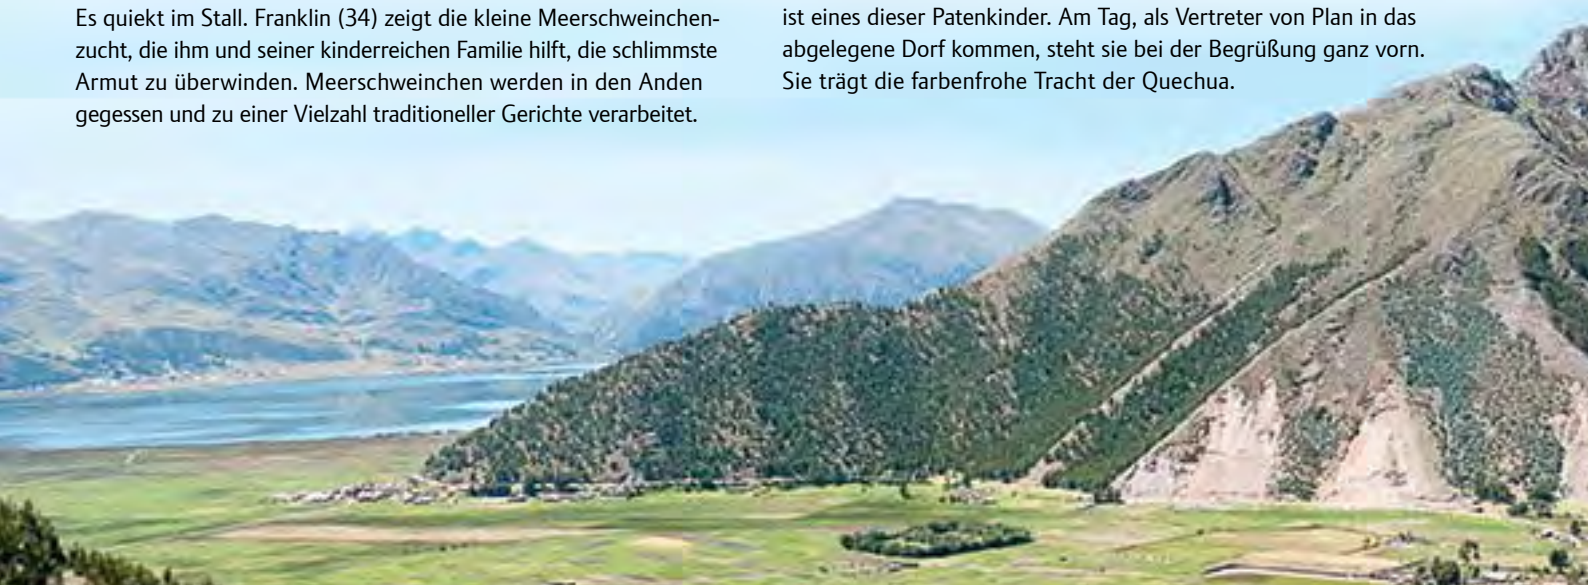 Es quiekt im Stall. Franklin (34) zeigt die kleine Meerschweinchen-
zucht, die ihm und seiner kinderreichen Familie hilft, die schlimmste
Armut zu überwinden. Meerschweinchen werden in den Anden
gegessen und zu einer Vielzahl traditioneller Gerichte verarbeitet.
ist eines dieser Patenkinder. Am Tag, als Vertreter von Plan in das
abgelegene Dorf kommen, steht sie bei der Begrüßung ganz vorn.
Sie trägt die farbenfrohe Tracht der Quechua.